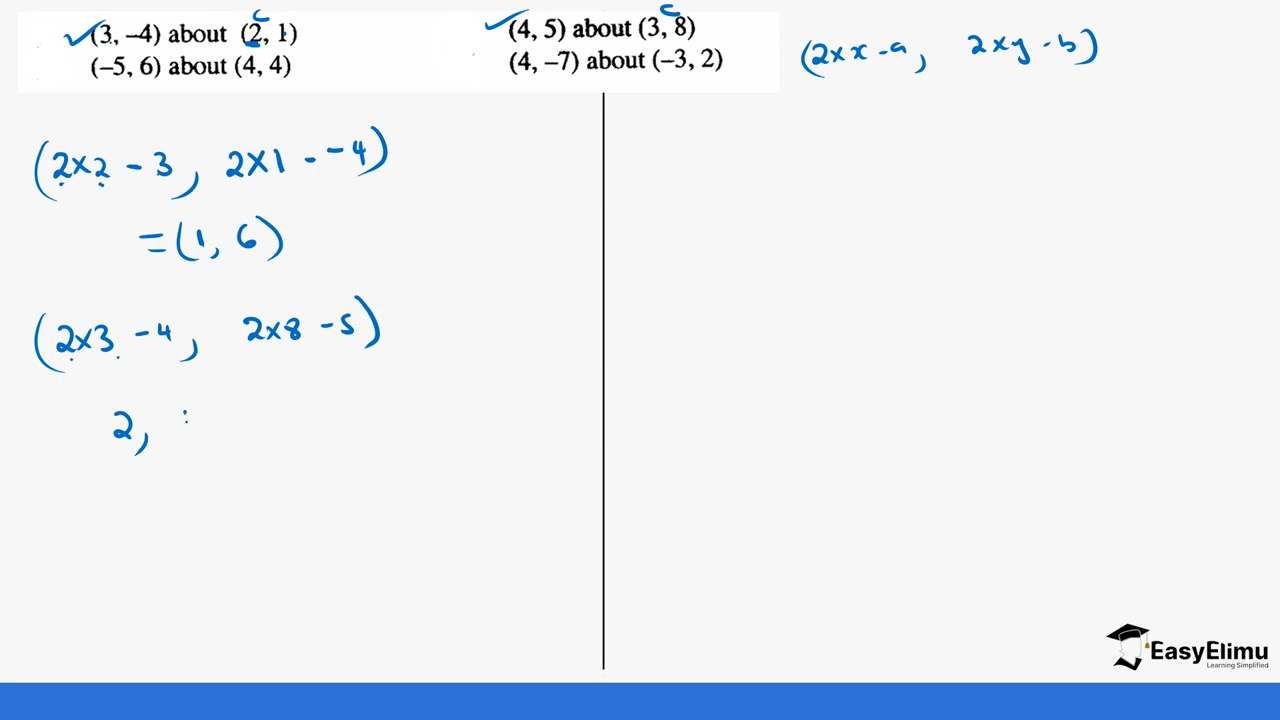 (3, –4) about (2, 1)
(–5, 6) about (4, 4)
c
(4, 5) about (3, 8)
(4, –7) about (–3, 2)
c
(2×x -a, 2×y -b)
(2×2 - 3, 2×1 - -4)
=(1, 6)
(2×3 -4, 2×8 -5)
2,
EasyElimu
Learning Simplified